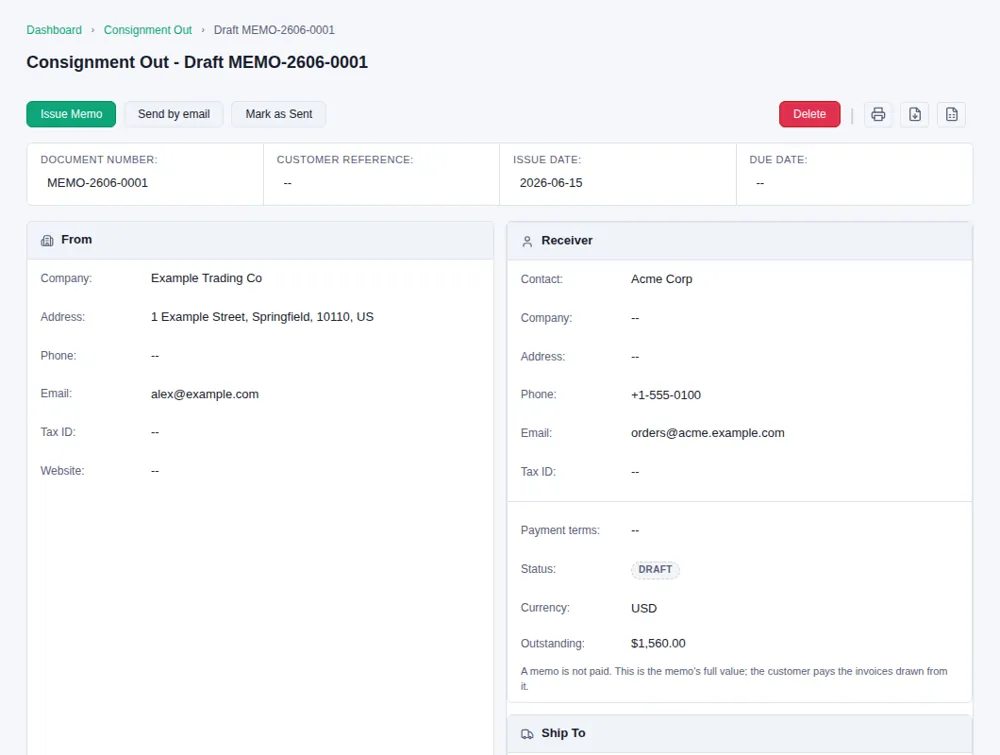 Dashboard › Consignment Out › Draft MEMO-2606-0001
Consignment Out - Draft MEMO-2606-0001
Issue Memo Send by email Mark as Sent Delete
DOCUMENT NUMBER: CUSTOMER REFERENCE: ISSUE DATE: DUE DATE:
MEMO-2606-0001 -- 2026-06-15 --
From
Company: Example Trading Co
Address: 1 Example Street, Springfield, 10110, US
Phone: --
Email: alex@example.com
Tax ID: --
Website: --
Receiver
Contact: Acme Corp
Company: --
Address: --
Phone: +1-555-0100
Email: orders@acme.example.com
Tax ID: --
Payment terms: --
Status: DRAFT
Currency: USD
Outstanding: $1,560.00
A memo is not paid. This is the memo's full value; the customer pays the invoices drawn from
it.
Ship To